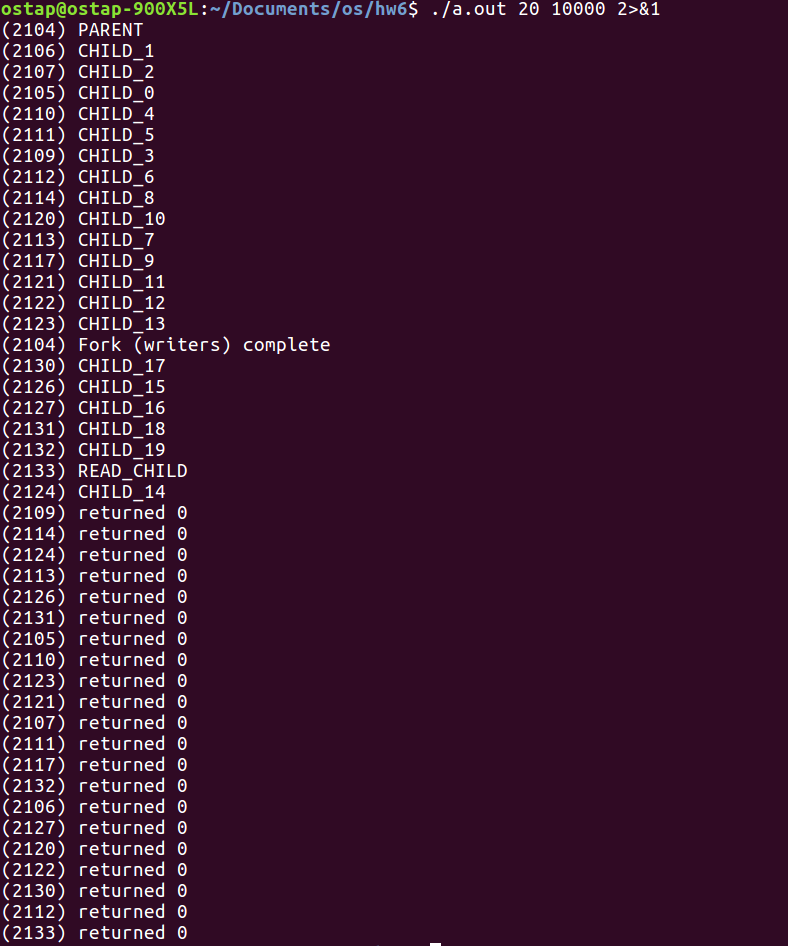 ostap@ostap-900X5L:~/Documents/os/hw6$ ./a.out 20 10000 2>&1
(2104) PARENT
(2106) CHILD_1
(2107) CHILD_2
(2105) CHILD_0
(2110) CHILD_4
(2111) CHILD_5
(2109) CHILD_3
(2112) CHILD_6
(2114) CHILD_8
(2120) CHILD_10
(2113) CHILD_7
(2117) CHILD_9
(2121) CHILD_11
(2122) CHILD_12
(2123) CHILD_13
(2104) Fork (writers) complete
(2130) CHILD_17
(2126) CHILD_15
(2127) CHILD_16
(2131) CHILD_18
(2132) CHILD_19
(2133) READ_CHILD
(2124) CHILD_14
(2109) returned 0
(2114) returned 0
(2124) returned 0
(2113) returned 0
(2126) returned 0
(2131) returned 0
(2105) returned 0
(2110) returned 0
(2123) returned 0
(2121) returned 0
(2107) returned 0
(2111) returned 0
(2117) returned 0
(2132) returned 0
(2106) returned 0
(2127) returned 0
(2120) returned 0
(2122) returned 0
(2130) returned 0
(2112) returned 0
(2133) returned 0